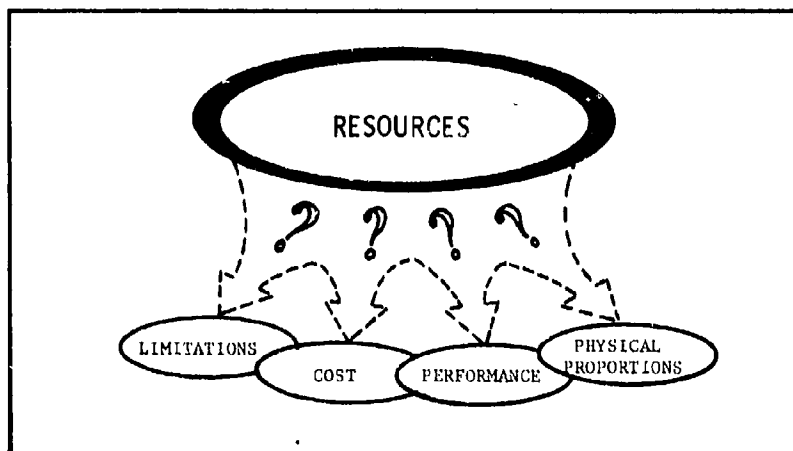 RESOURCES
? ? ? ?
LIMITATIONS
COST
PERFORMANCE
PHYSICAL
PROPORTIONS